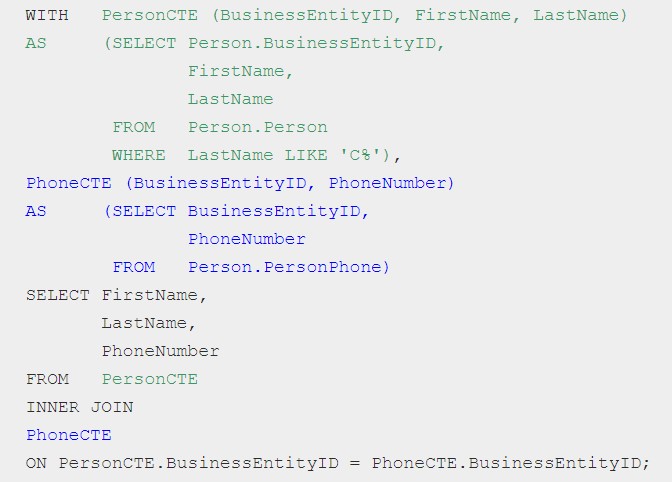 WITH   PersonCTE (BusinessEntityID, FirstName, LastName)
AS      (SELECT Person.BusinessEntityID,
FirstName,
LastName
FROM   Person.Person
WHERE  LastName LIKE 'C%'),
PhoneCTE (BusinessEntityID, PhoneNumber)
AS      (SELECT BusinessEntityID,
PhoneNumber
FROM   Person.PersonPhone)
SELECT FirstName,
LastName,
PhoneNumber
FROM   PersonCTE
INNER JOIN
PhoneCTE
ON PersonCTE.BusinessEntityID = PhoneCTE.BusinessEntityID;